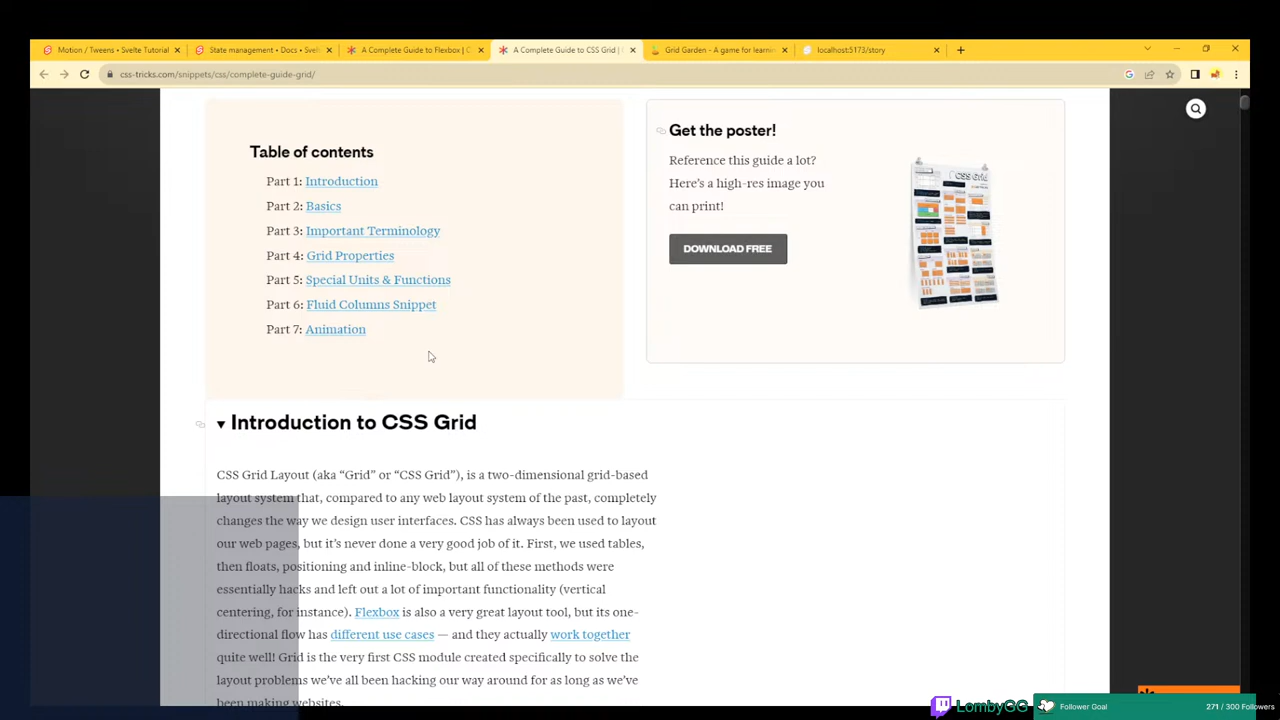 Motion / Tweens • Svelte Tutorial
State management • Docs • Svel
A Complete Guide to Flexbox | C
A Complete Guide to CSS Grid |
Grid Garden - A game for learnin
localhost:5173/story
css-tricks.com/snippets/css/complete-guide-grid/
Table of contents
Part 1: Introduction
Part 2: Basics
Part 3: Important Terminology
Part 4: Grid Properties
Part 5: Special Units & Functions
Part 6: Fluid Columns Snippet
Part 7: Animation
Get the poster!
Reference this guide a lot?
Here’s a high-res image you
can print!
DOWNLOAD FREE
CSS Grid
Introduction to CSS Grid
CSS Grid Layout (aka “Grid” or “CSS Grid”), is a two-dimensional grid-based
layout system that, compared to any web layout system of the past, completely
changes the way we design user interfaces. CSS has always been used to layout
our web pages, but it’s never done a very good job of it. First, we used tables,
then floats, positioning and inline-block, but all of these methods were
essentially hacks and left out a lot of important functionality (vertical
centering, for instance). Flexbox is also a very great layout tool, but its one-
directional flow has different use cases — and they actually work together
quite well! Grid is the very first CSS module created specifically to solve the
layout problems we’ve all been hacking our way around for as long as we’ve
been making websites.
LombyGG
Follower Goal
271 / 300 Followers